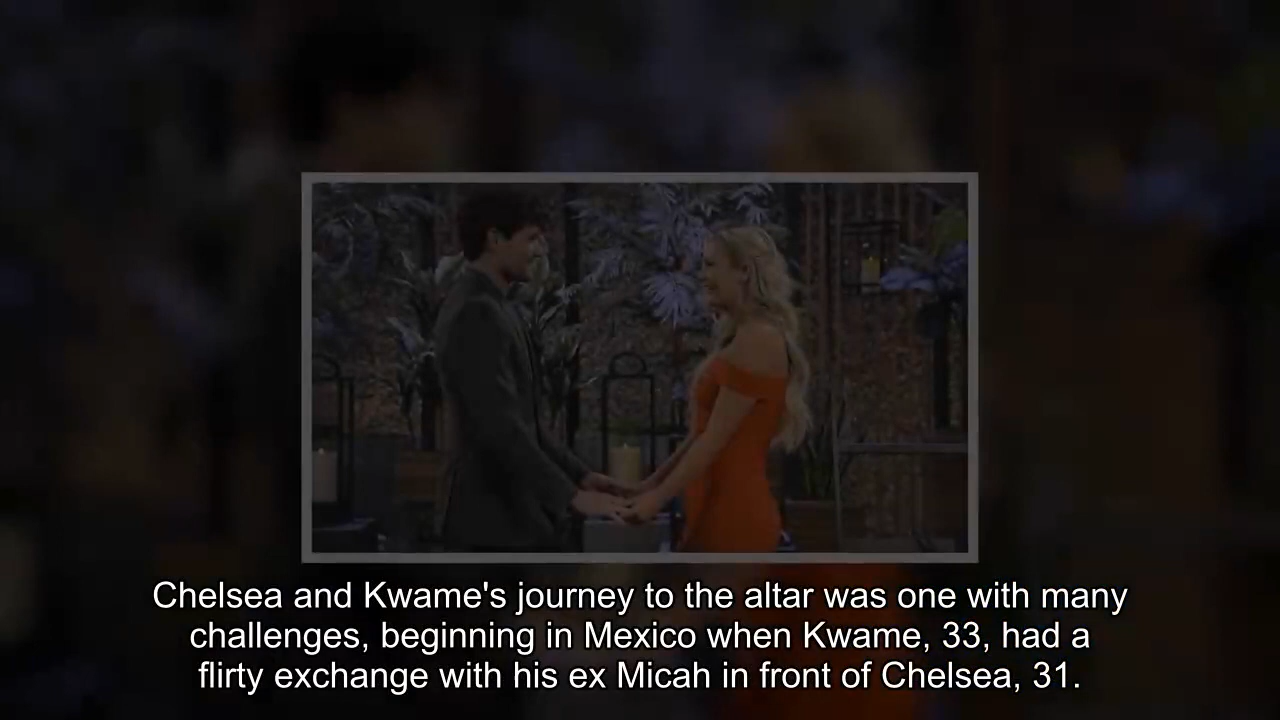 Chelsea and Kwame's journey to the altar was one with many
challenges, beginning in Mexico when Kwame, 33, had a
flirty exchange with his ex Micah in front of Chelsea, 31.